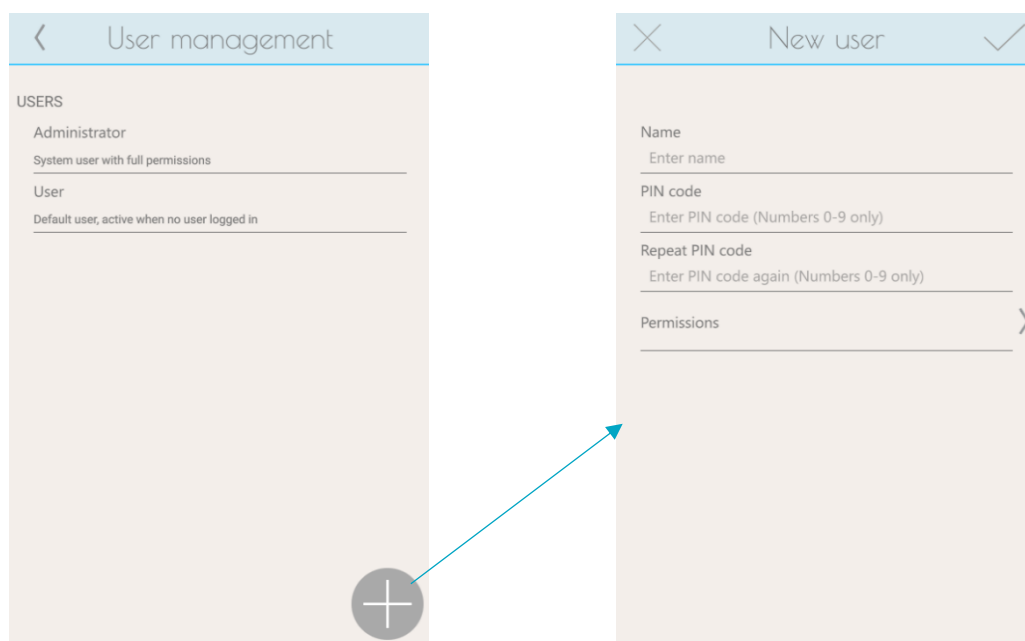 User management
USERS
Administrator
System user with full permissions
User
Default user, active when no user logged in
New user
Name
Enter name
PIN code
Enter PIN code (Numbers 0-9 only)
Repeat PIN code
Enter PIN code again (Numbers 0-9 only)
Permissions